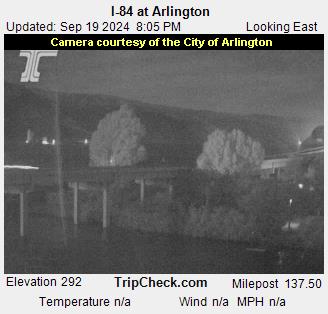 I-84 at Arlington
Updated: Sep 19 2024 8:05 PM Looking East
Camera courtesy of the City of Arlington
Elevation 292 TripCheck.com Milepost 137.50
Temperature n/a Wind n/a MPH n/a